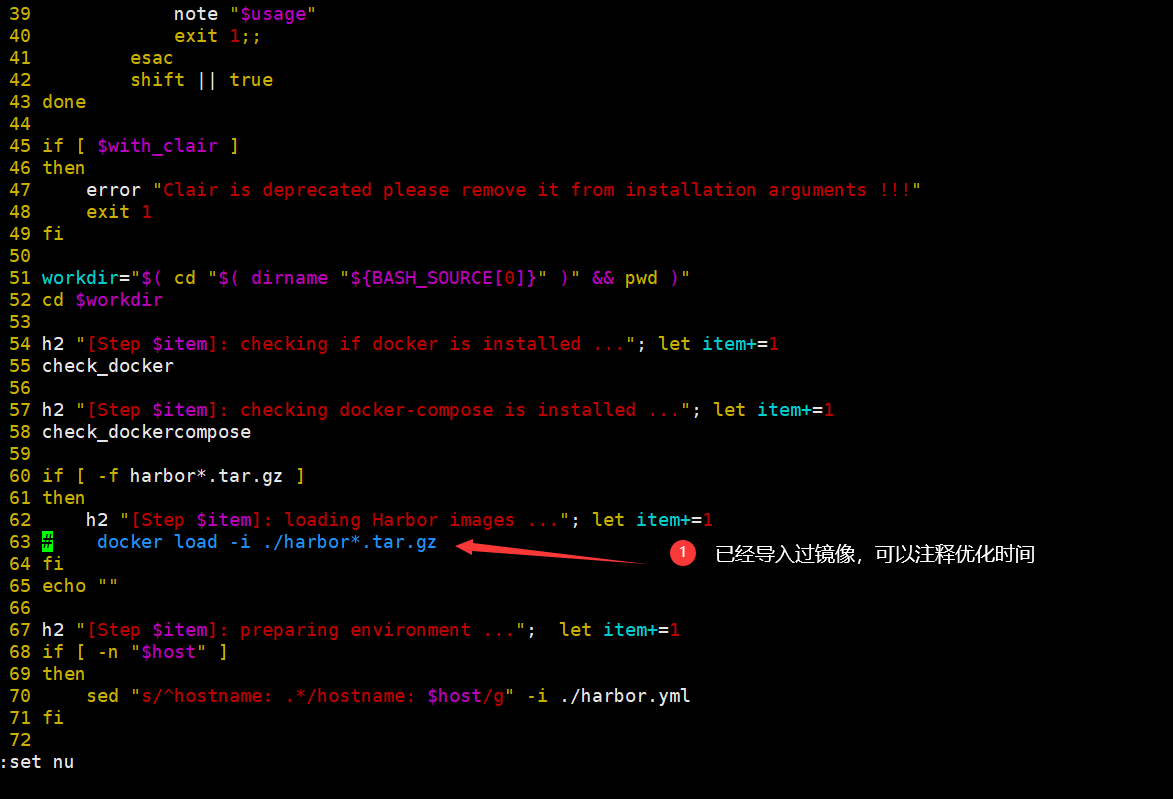 39             note "$usage"
40             exit 1;;
41         esac
42         shift || true
43 done
44
45 if [ $with_clair ]
46 then
47     error "Clair is deprecated please remove it from installation arguments !!!"
48     exit 1
49 fi
50
51 workdir="$( cd "$( dirname "${BASH_SOURCE[0]}" )" && pwd )"
52 cd $workdir
53
54 h2 "[Step $item]: checking if docker is installed ..."; let item+=1
55 check_docker
56
57 h2 "[Step $item]: checking docker-compose is installed ..."; let item+=1
58 check_dockercompose
59
60 if [ -f harbor*.tar.gz ]
61 then
62     h2 "[Step $item]: loading Harbor images ..."; let item+=1
63 #    docker load -i ./harbor*.tar.gz 1 已经导入过镜像，可以注释优化时间
64 fi
65 echo ""
66
67 h2 "[Step $item]: preparing environment ...";  let item+=1
68 if [ -n "$host" ]
69 then
70     sed "s/^hostname: .*/hostname: $host/g" -i ./harbor.yml
71 fi
72
:set nu